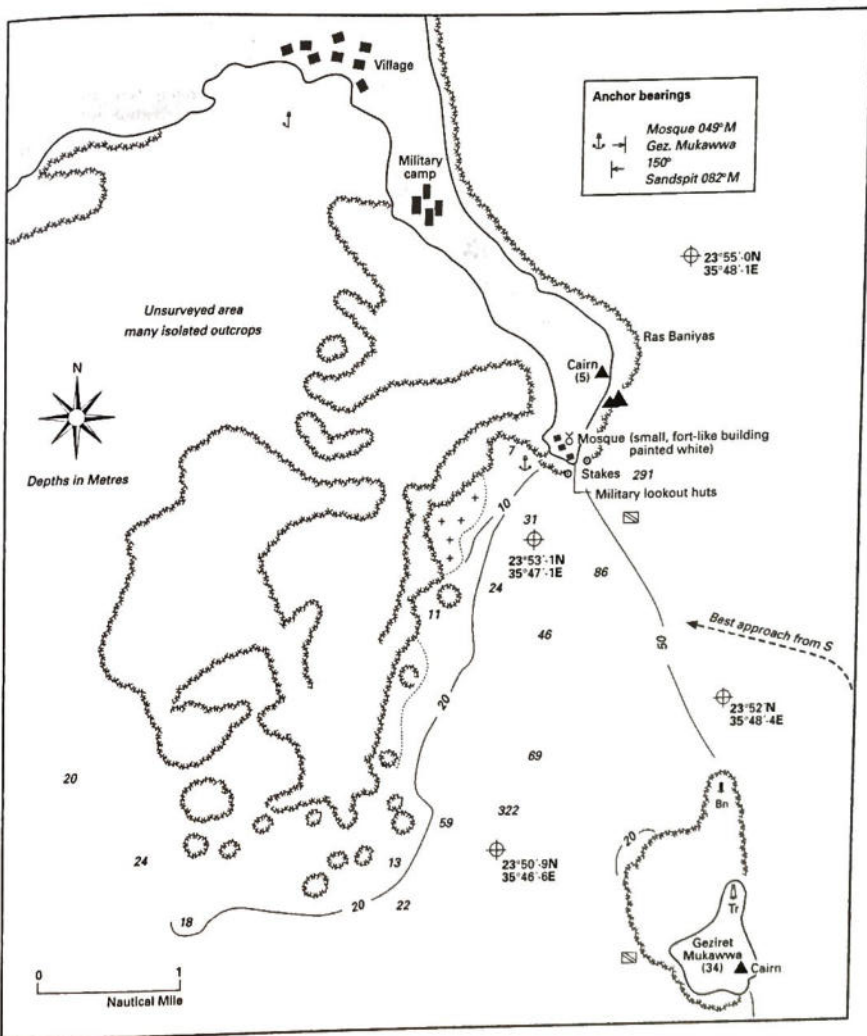 Village
Anchor bearings
Mosque 049°M
Gez. Mukawwa
150°
Sandspit 082°M
Military
camp
23°55'·0N
35°48'·1E
Unsurveyed area
many isolated outcrops
Ras Baniyas
Cairn
(5)
N
Mosque (small, fort-like building
painted white)
Depths in Metres
7
Stakes
291
Military lookout huts
10
31
23°53'·1N
35°47'·1E
86
24
11
46
50
Best approach from S
20
23°52'N
35°48'·4E
69
20
Bn
322
59
20
23°50'·9N
35°46'·6E
24
13
20
22
18
Tr
Geziret
Mukawwa
(34)
Cairn
0
1
Nautical Mile